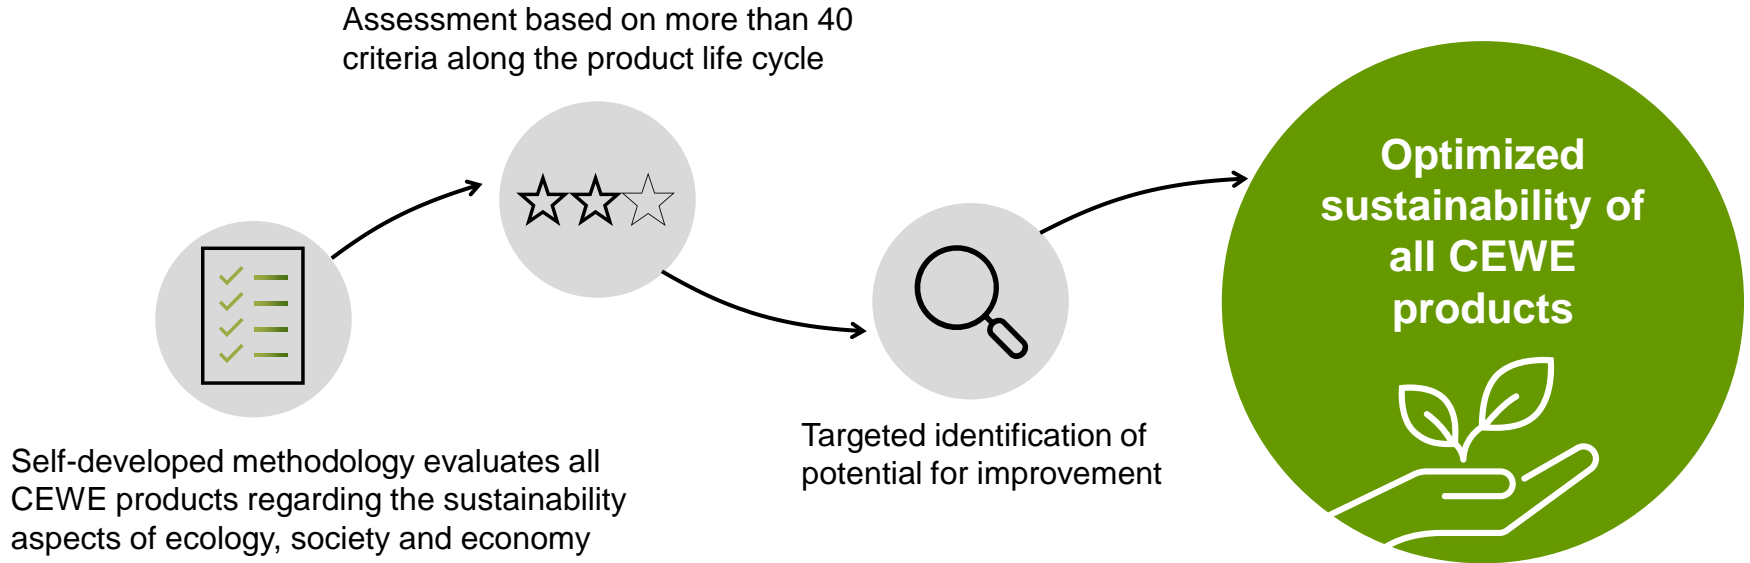 Assessment based on more than 40
criteria along the product life cycle
Self-developed methodology evaluates all
CEWE products regarding the sustainability
aspects of ecology, society and economy
Targeted identification of
potential for improvement
Optimized
sustainability of
all CEWE
products